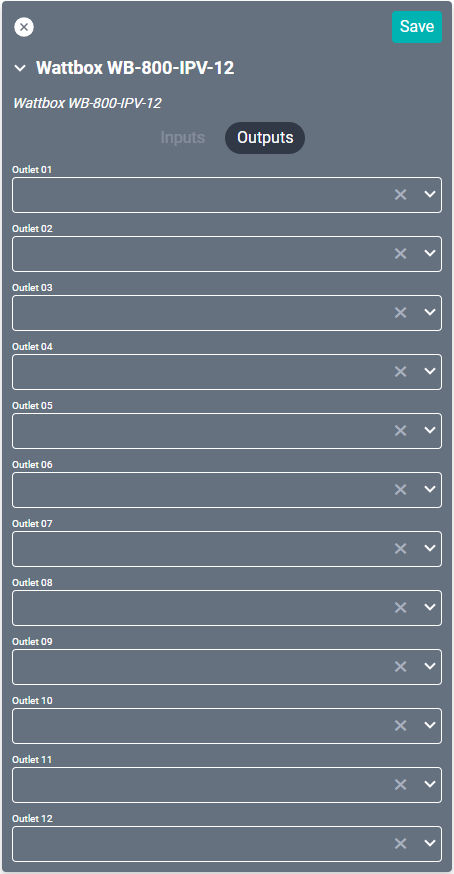 Save
Wattbox WB-800-IPV-12
Wattbox WB-800-IPV-12
Inputs Outputs
Outlet 01
Outlet 02
Outlet 03
Outlet 04
Outlet 05
Outlet 06
Outlet 07
Outlet 08
Outlet 09
Outlet 10
Outlet 11
Outlet 12